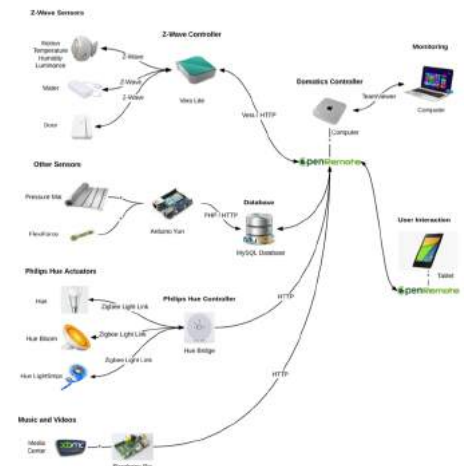 Z-Wave Sensors
Z-Wave Controller
Motion
Temperature
Humidity
Luminance
Z-Wave
Water
Z-Wave
Z-Wave
Door
Vera Lite
Monitoring
Domotics Controller
TeamViewer
Computer
Computer
Vera / HTTP
OpenRemote
Other Sensors
Pressure Mat
FlexiForce
Arduino Yun
PHP / HTTP
Database
MySQL
MySQL Database
User Interaction
Tablet
OpenRemote
Philips Hue Actuators
Hue
Zigbee Light Link
Philips Hue Controller
Hue Bloom
Zigbee Light Link
Hue Bridge
Zigbee Light Link
Hue LightStrips
HTTP
HTTP
Music and Videos
Media
Center
xbmc